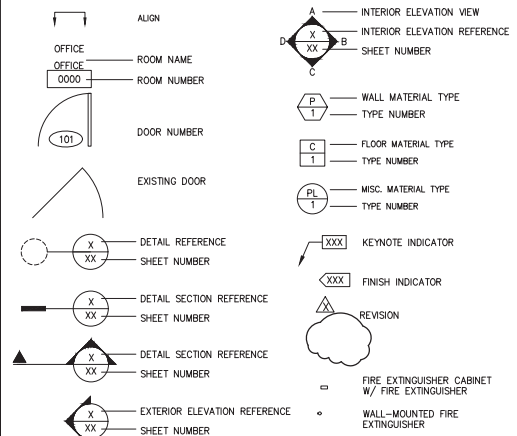 ALIGN
OFFICE
OFFICE
ROOM NAME
0000
ROOM NUMBER
101
DOOR NUMBER
EXISTING DOOR
X
DETAIL REFERENCE
XX
SHEET NUMBER
X
DETAIL SECTION REFERENCE
XX
SHEET NUMBER
X
DETAIL SECTION REFERENCE
XX
SHEET NUMBER
X
EXTERIOR ELEVATION REFERENCE
XX
SHEET NUMBER
A
INTERIOR ELEVATION VIEW
X
INTERIOR ELEVATION REFERENCE
D
B
XX
SHEET NUMBER
C
P
WALL MATERIAL TYPE
1
TYPE NUMBER
C
FLOOR MATERIAL TYPE
1
TYPE NUMBER
PL
MISC. MATERIAL TYPE
1
TYPE NUMBER
XXX
KEYNOTE INDICATOR
XXX
FINISH INDICATOR
X
REVISION
FIRE EXTINGUISHER CABINET
W/ FIRE EXTINGUISHER
WALL-MOUNTED FIRE
EXTINGUISHER